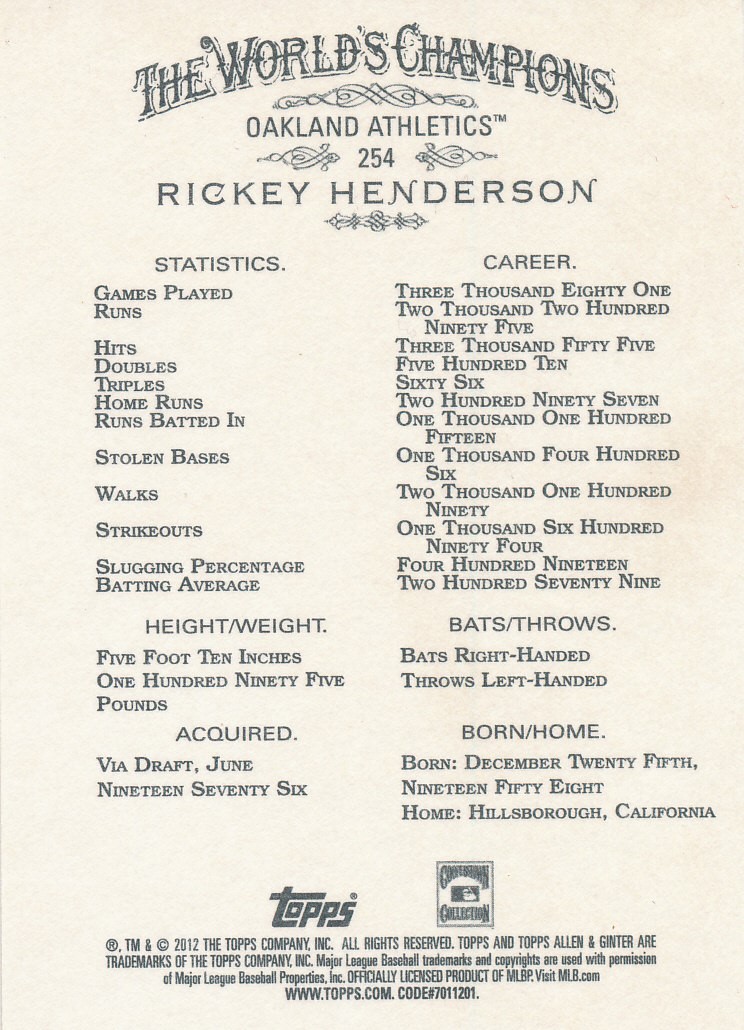 THE WORLD'S CHAMPIONS
OAKLAND ATHLETICS™
254
RICKEY HENDERSON
STATISTICS. CAREER.
GAMES PLAYED THREE THOUSAND EIGHTY ONE
RUNS TWO THOUSAND TWO HUNDRED
NINETY FIVE
HITS THREE THOUSAND FIFTY FIVE
DOUBLES FIVE HUNDRED TEN
TRIPLES SIXTY SIX
HOME RUNS TWO HUNDRED NINETY SEVEN
RUNS BATTED IN ONE THOUSAND ONE HUNDRED
FIFTEEN
STOLEN BASES ONE THOUSAND FOUR HUNDRED
SIX
WALKS TWO THOUSAND ONE HUNDRED
NINETY
STRIKEOUTS ONE THOUSAND SIX HUNDRED
NINETY FOUR
SLUGGING PERCENTAGE FOUR HUNDRED NINETEEN
BATTING AVERAGE TWO HUNDRED SEVENTY NINE
HEIGHT/WEIGHT. BATS/THROWS.
FIVE FOOT TEN INCHES BATS RIGHT-HANDED
ONE HUNDRED NINETY FIVE THROWS LEFT-HANDED
POUNDS
ACQUIRED. BORN/HOME.
VIA DRAFT, JUNE BORN: DECEMBER TWENTY FIFTH,
NINETEEN SEVENTY SIX NINETEEN FIFTY EIGHT
HOME: HILLSBOROUGH, CALIFORNIA
Topps®
COOPERSTOWN
COLLECTION
®, TM & © 2012 THE TOPPS COMPANY, INC. ALL RIGHTS RESERVED. TOPPS AND TOPPS ALLEN & GINTER ARE
TRADEMARKS OF THE TOPPS COMPANY, INC. Major League Baseball trademarks and copyrights are used with permission
of Major League Baseball Properties, Inc. OFFICIALLY LICENSED PRODUCT OF MLBP. Visit MLB.com
WWW.TOPPS.COM. CODE#7011201.